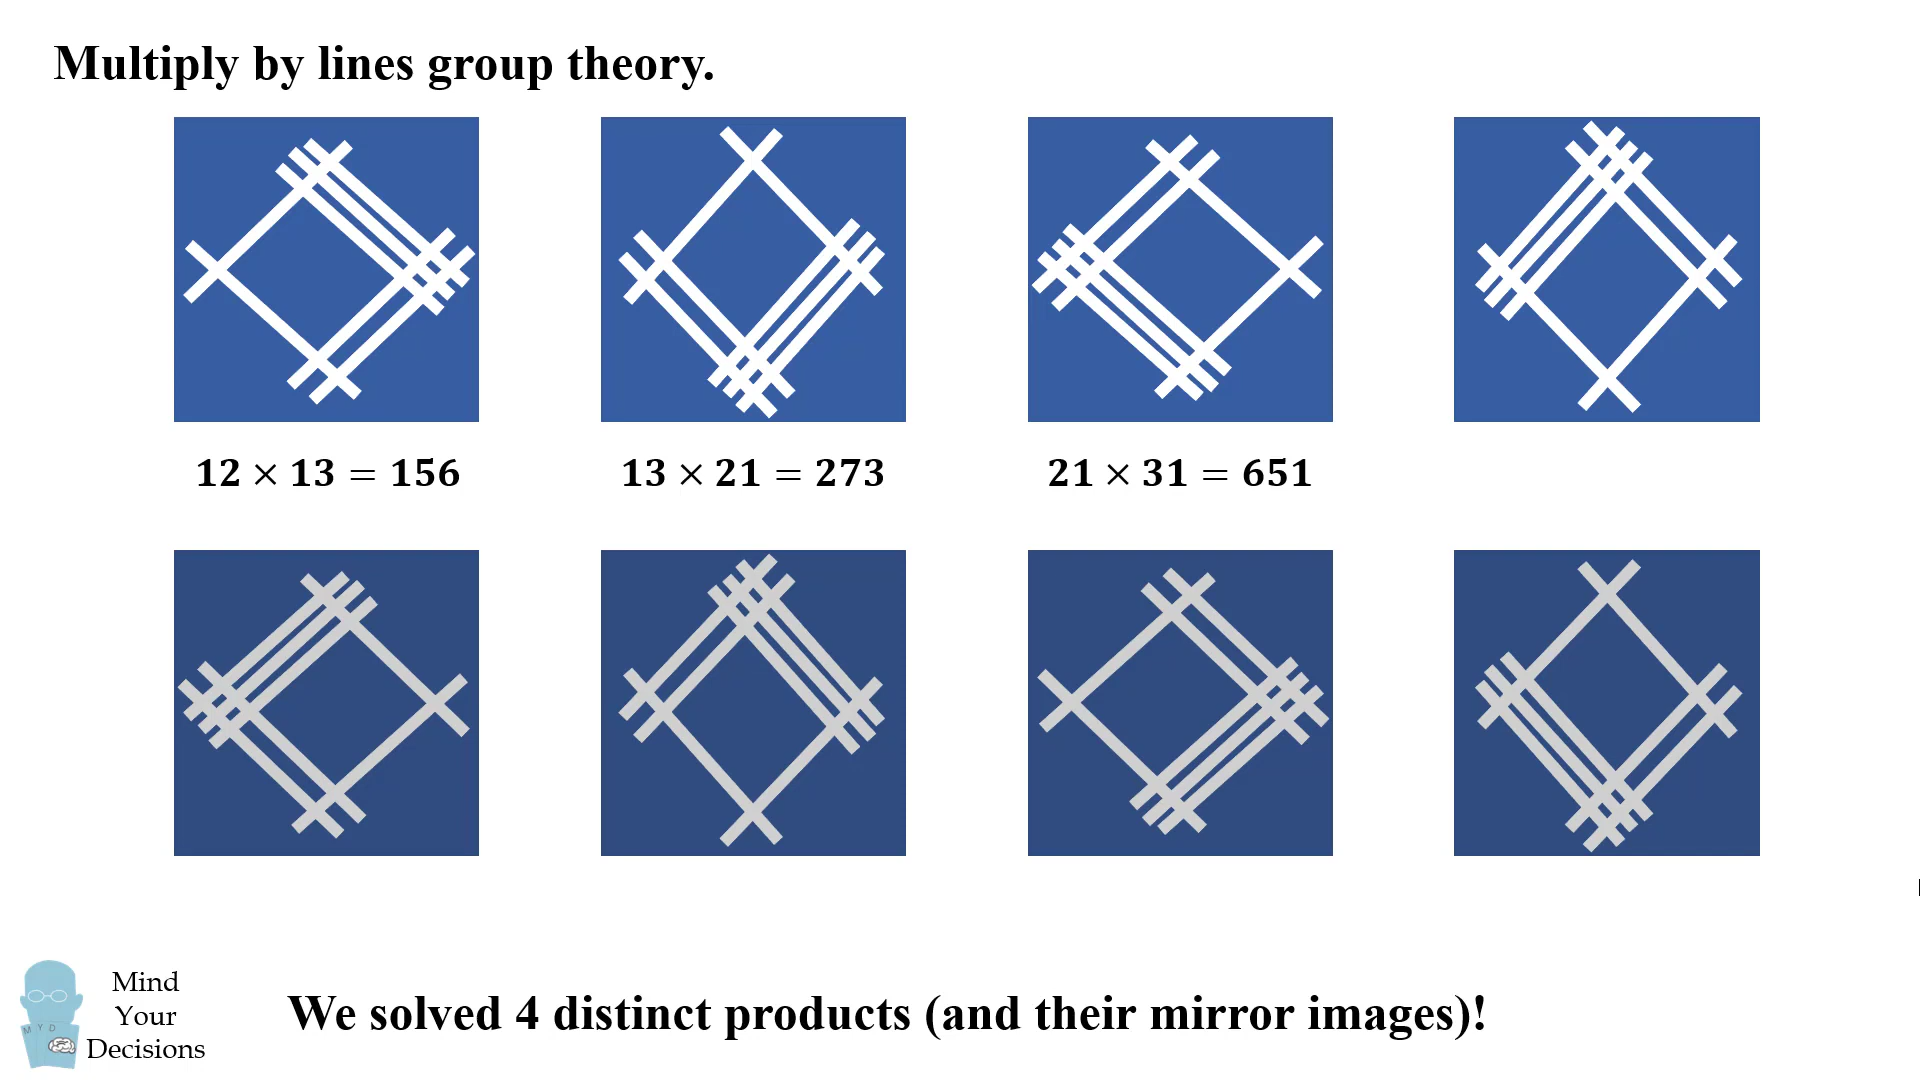 Multiply by lines group theory.
𝟏𝟐 × 𝟏𝟑 = 𝟏𝟓𝟔
𝟏𝟑 × 𝟐𝟏 = 𝟐𝟕𝟑
𝟐𝟏 × 𝟑𝟏 = 𝟔𝟓𝟏
M Y D
Mind
Your
Decisions
We solved 4 distinct products (and their mirror images)!